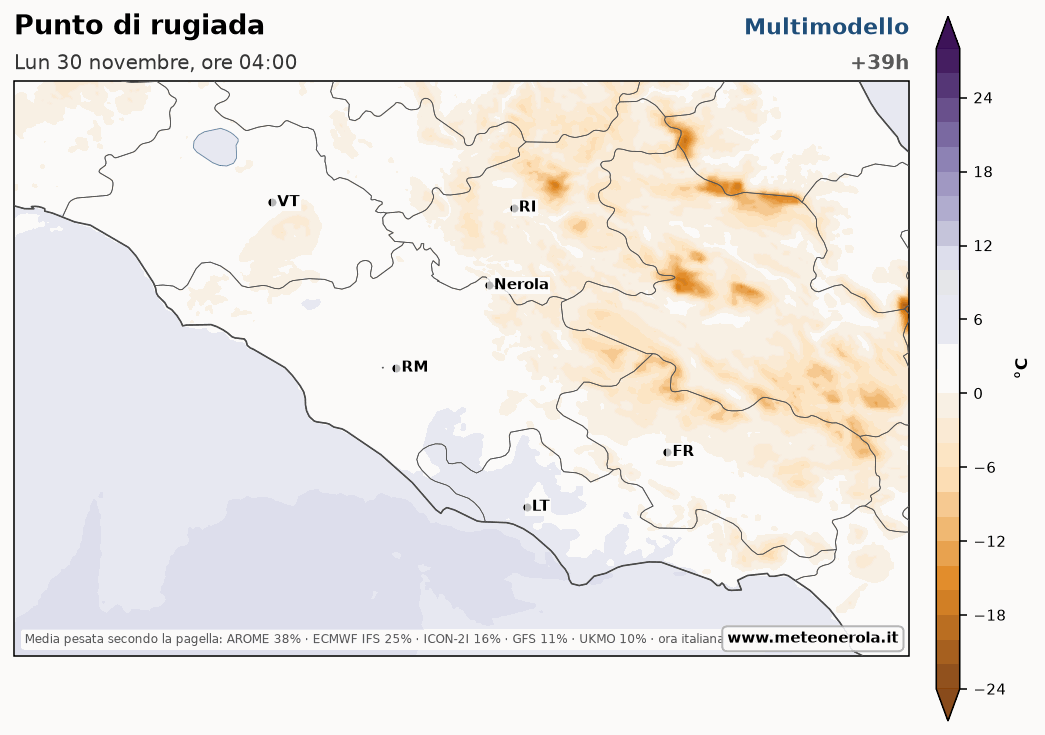 Punto di rugiada
Multimodello
Lun 30 novembre, ore 04:00
+39h
VT
RI
Nerola
RM
FR
LT
Media pesata secondo la pagella: AROME 38% · ECMWF IFS 25% · ICON-2I 16% · GFS 11% · UKMO 10% · ora italiana
www.meteonerola.it
24
18
12
6
0
−6
−12
−18
−24
°C